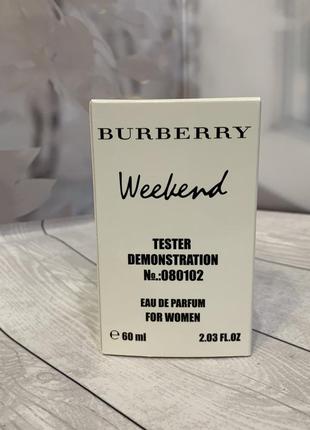 BURBERRY
Weekend
TESTER
DEMONSTRATION
№.:080102
EAU DE PARFUM
FOR WOMEN
℮ 60 ml 2.03 FL.OZ